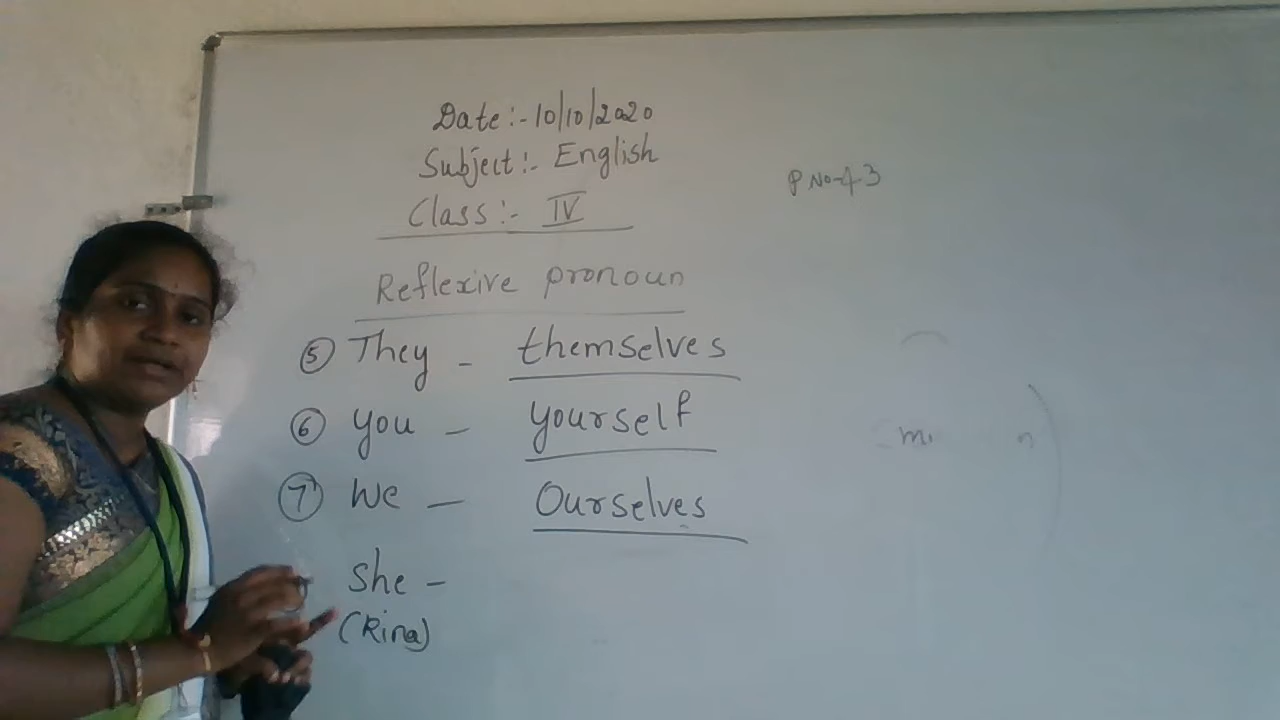 Date:-10/10/2020
Subject:- English
P No-43
Class:- IV
Reflexive pronoun
5 They - themselves
6 you - yourself
7 We - Ourselves
She -
(Rina)